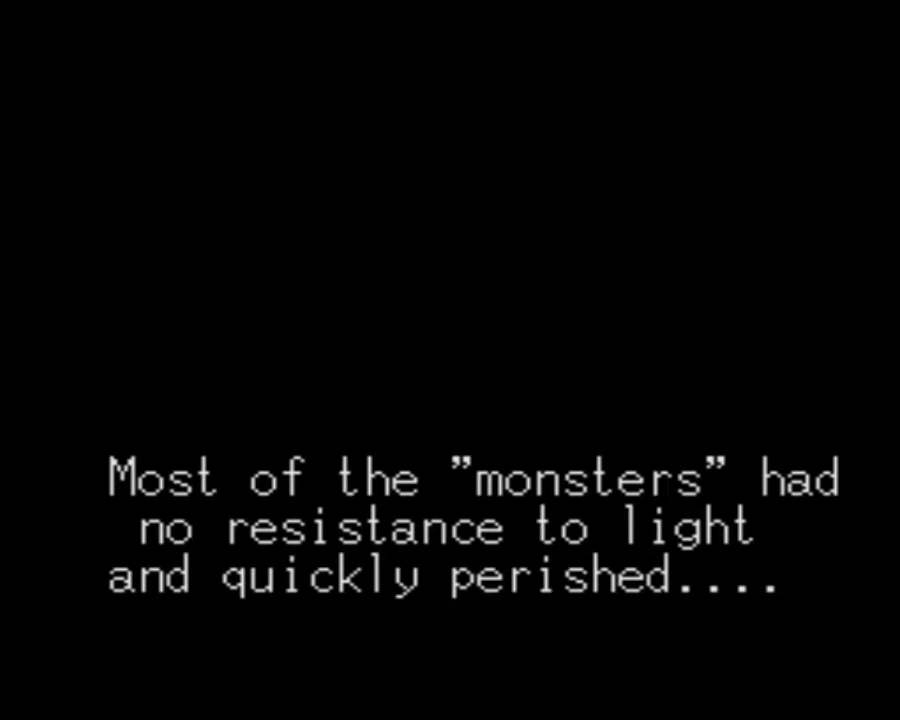 Most of the ”monsters” had
no resistance to light
and quickly perished....